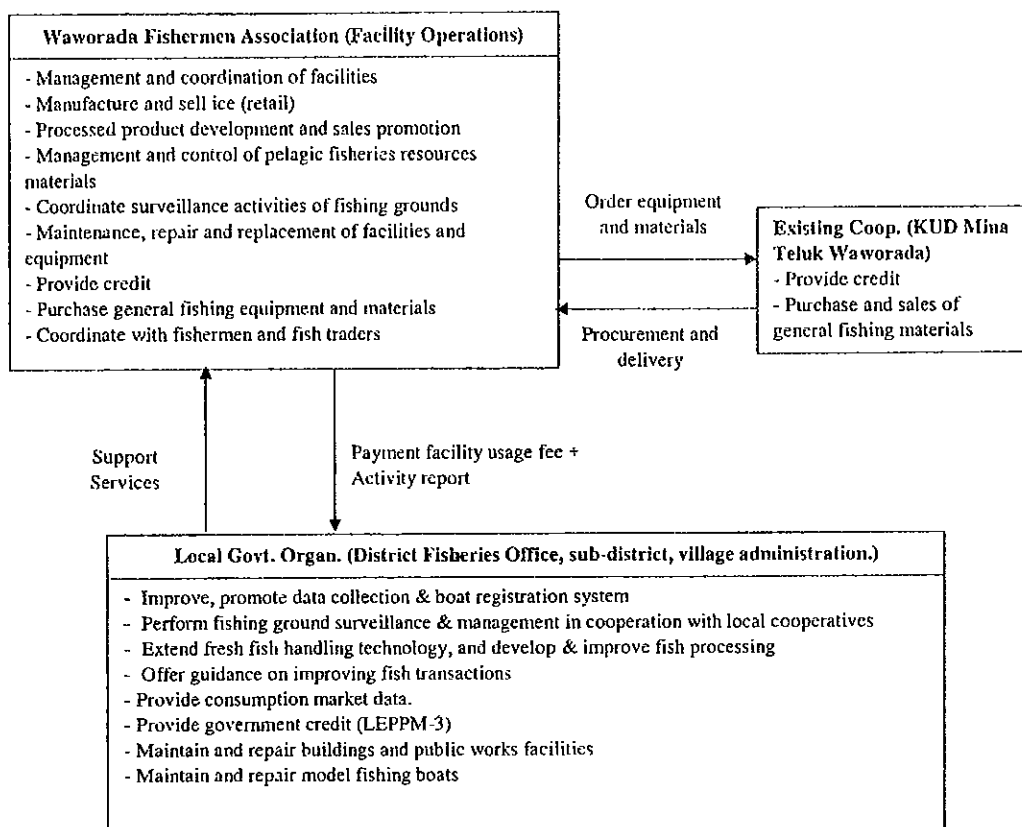 Waworada Fishermen Association (Facility Operations)
- Management and coordination of facilities
- Manufacture and sell ice (retail)
- Processed product development and sales promotion
- Management and control of pelagic fisheries resources
materials
- Coordinate surveillance activities of fishing grounds
- Maintenance, repair and replacement of facilities and
equipment
- Provide credit
- Purchase general fishing equipment and materials
- Coordinate with fishermen and fish traders
Order equipment
and materials
Procurement and
delivery
Existing Coop. (KUD Mina
Teluk Waworada)
- Provide credit
- Purchase and sales of
general fishing materials
Support
Services
Payment facility usage fee +
Activity report
Local Govt. Organ. (District Fisheries Office, sub-district, village administration.)
- Improve, promote data collection & boat registration system
- Perform fishing ground surveillance & management in cooperation with local cooperatives
- Extend fresh fish handling technology, and develop & improve fish processing
- Offer guidance on improving fish transactions
- Provide consumption market data.
- Provide government credit (LEPPM-3)
- Maintain and repair buildings and public works facilities
- Maintain and repair model fishing boats